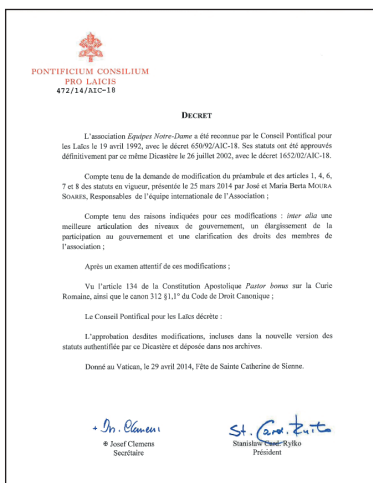 PONTIFICIUM CONSILIUM
PRO LAICIS
472/14/AIC-18
DECRET
L'association Equipes Notre-Dame a été reconnue par le Conseil Pontifical pour
les Laïcs le 19 avril 1992, avec le décret 650/92/AIC-18. Ses statuts ont été approuvés
définitivement par ce même Dicastère le 26 juillet 2002, avec le décret 1652/02/AIC-18.
Compte tenu de la demande de modification du préambule et des articles 1, 4, 6,
7 et 8 des statuts en vigueur, présentée le 25 mars 2014 par José et Maria Berta MOURA
SOARES, Responsables de l'équipe internationale de l'Association ;
Compte tenu des raisons indiquées pour ces modifications : inter alia une
meilleure articulation des niveaux de gouvernement, un élargissement de la
participation au gouvernement et une clarification des droits des membres de
l'association ;
Après un examen attentif de ces modifications ;
Vu l'article 134 de la Constitution Apostolique Pastor bonus sur la Curie
Romaine, ainsi que le canon 312 §1,1° du Code de Droit Canonique ;
Le Conseil Pontifical pour les Laïcs décrète :
L'approbation desdites modifications, incluses dans la nouvelle version des
statuts authentifiée par ce Dicastère et déposée dans nos archives.
Donné au Vatican, le 29 avril 2014, Fête de Sainte Catherine de Sienne.
+ Jos. Clemens
St. Card. Ryłko
✠ Josef Clemens
Stanisław Card. Ryłko
Secrétaire
Président